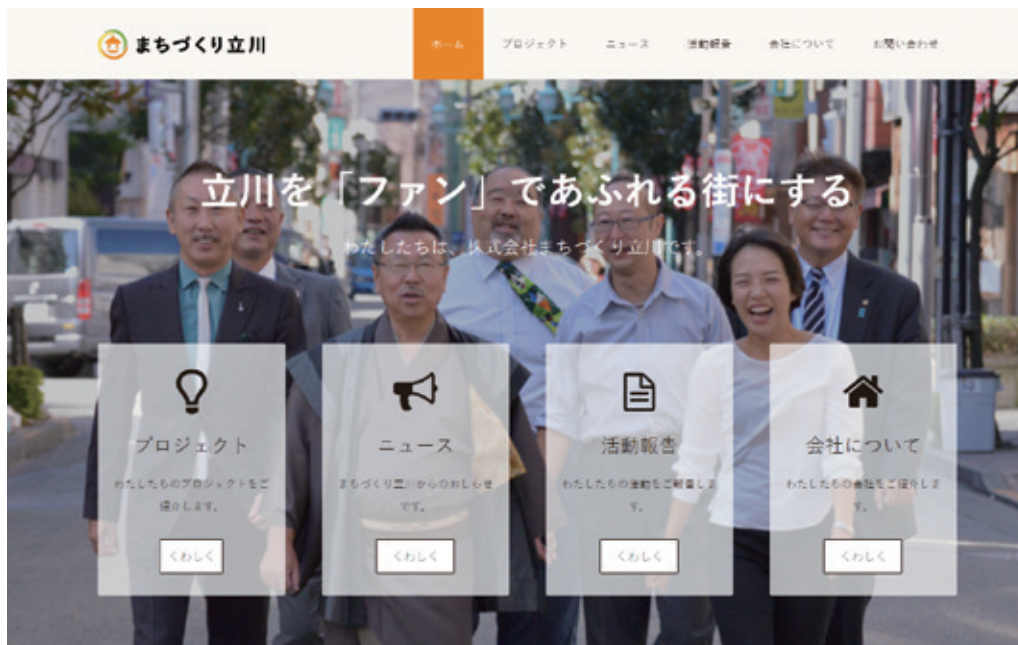 まちづくり立川
ホーム
プロジェクト
ニュース
活動報告
会社について
お問い合わせ
立川を「ファン」であふれる街にする
わたしたちは、株式会社まちづくり立川です。
プロジェクト
わたしたちのプロジェクトをご
紹介します。
くわしく
ニュース
まちづくり立川からのおしらせ
です。
くわしく
活動報告
わたしたちの活動をご報告しま
す。
くわしく
会社について
わたしたちの会社をご紹介しま
す。
くわしく